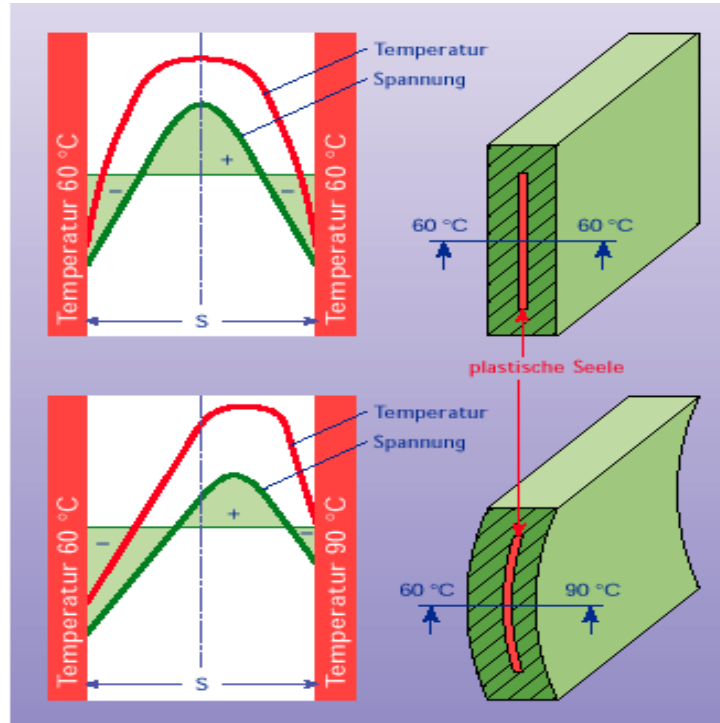 Temperatur 60 °C
Temperatur
Spannung
+
−
−
Temperatur 60 °C
S
60 °C
60 °C
plastische Seele
Temperatur 60 °C
Temperatur
Spannung
+
−
−
Temperatur 90 °C
S
60 °C
90 °C